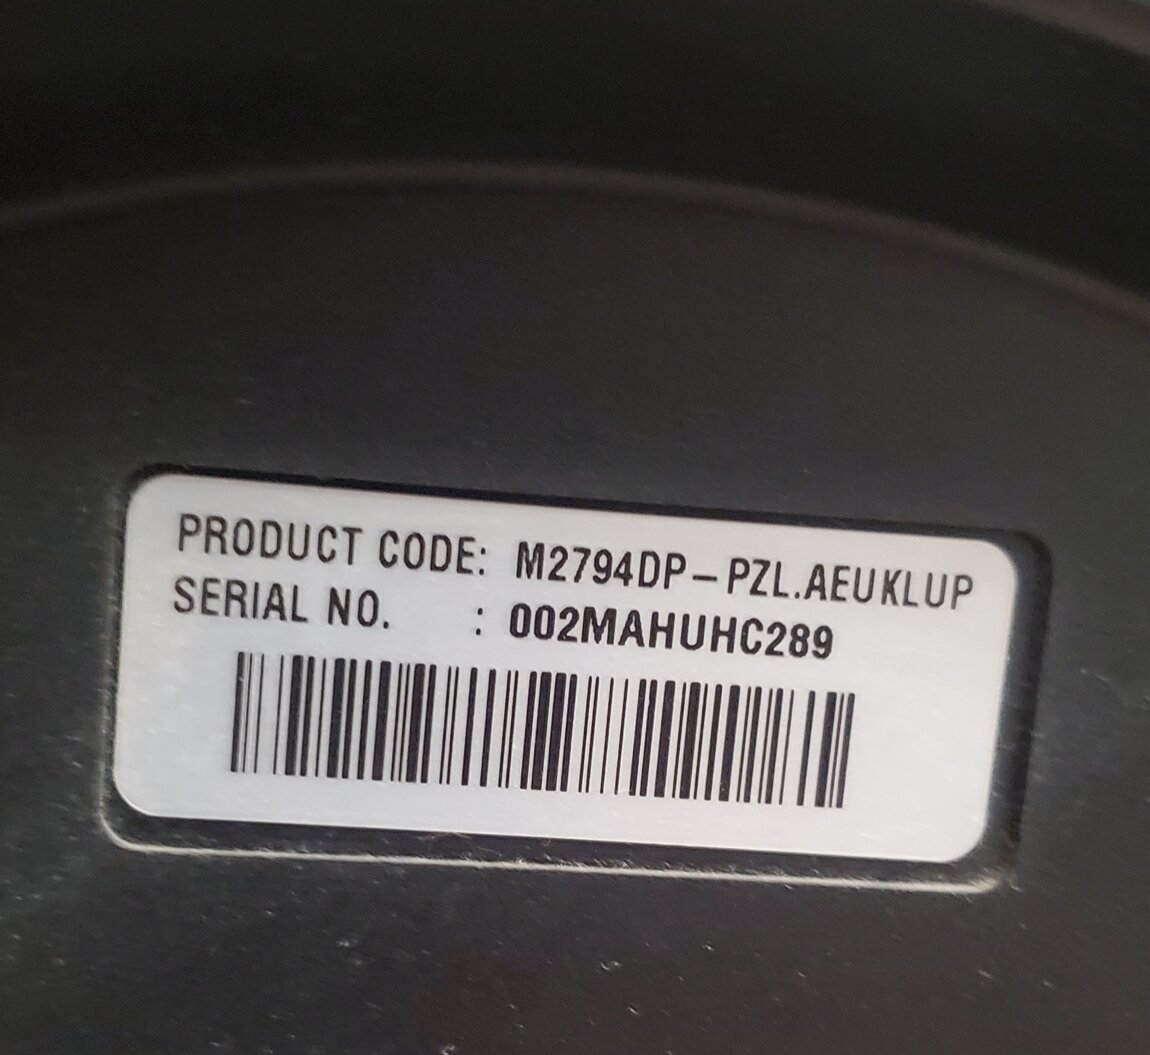 PRODUCT CODE: M2794DP-PZL.AEUKLUP
SERIAL NO. : 002MAHUHC289